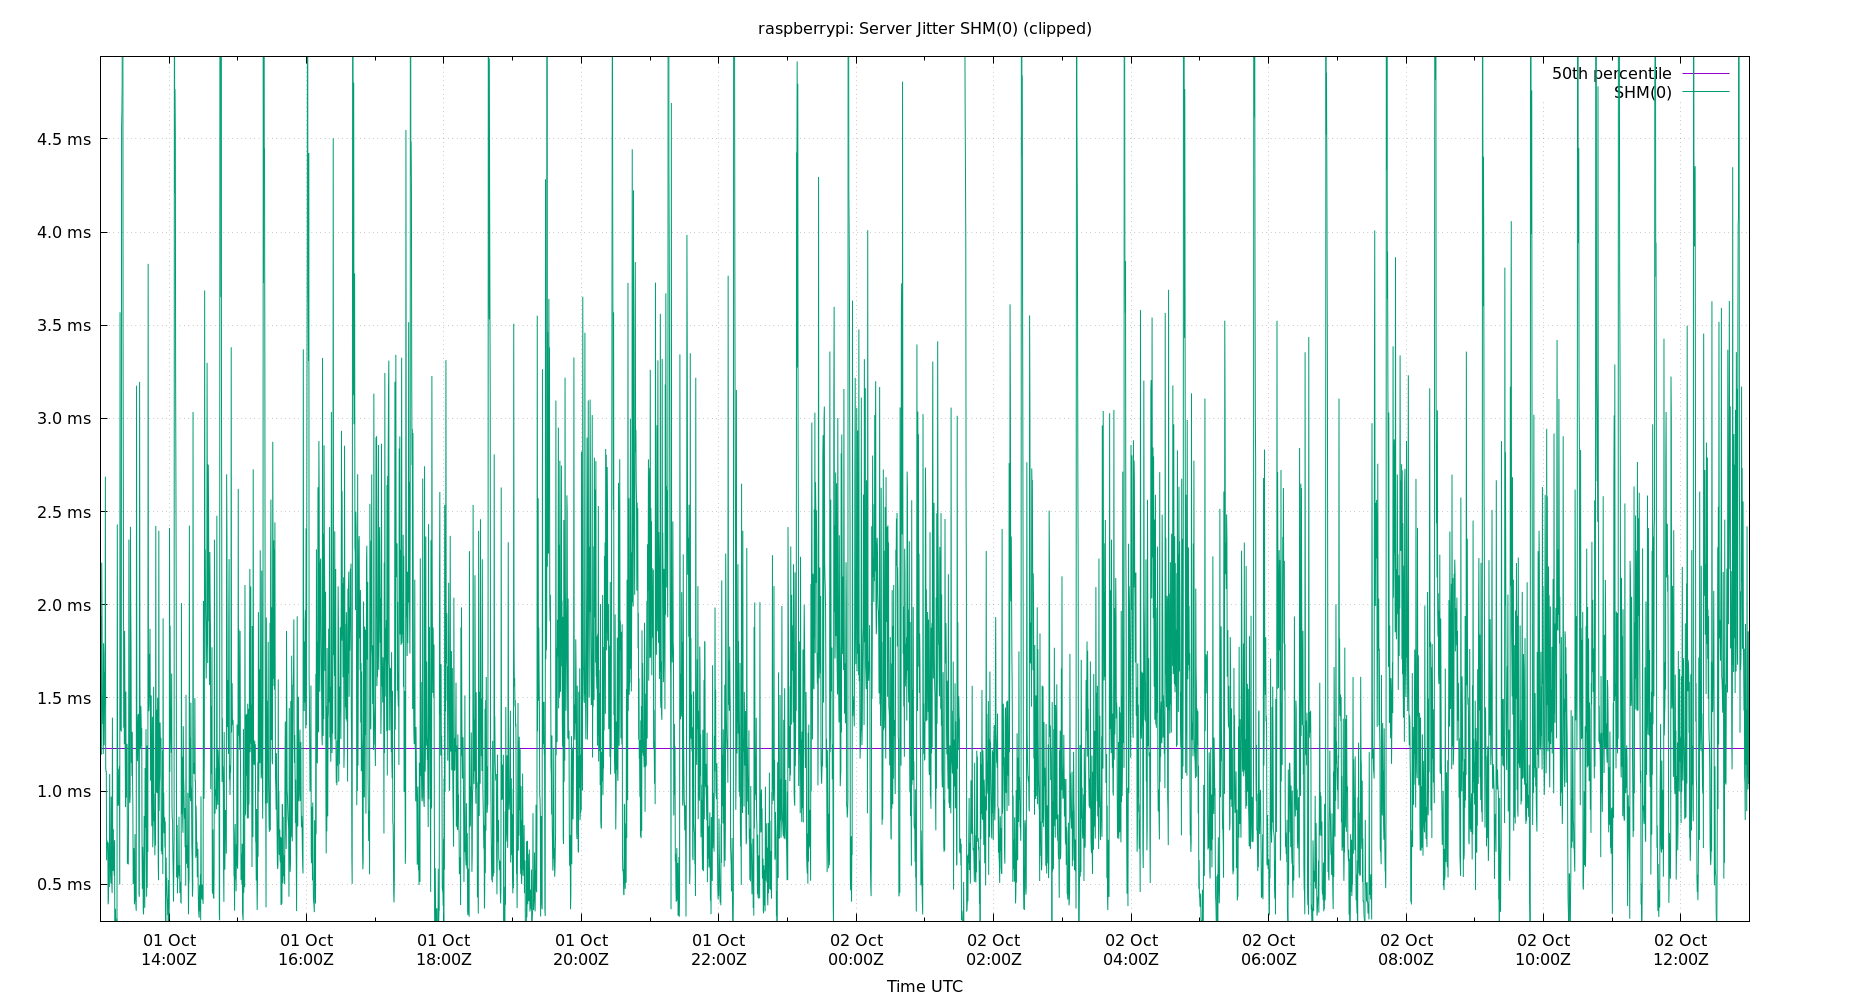 raspberrypi: Server Jitter SHM(0) (clipped)
50th percentile
SHM(0)
4.5 ms
4.0 ms
3.5 ms
3.0 ms
2.5 ms
2.0 ms
1.5 ms
1.0 ms
0.5 ms
01 Oct 01 Oct 01 Oct 01 Oct 01 Oct 02 Oct 02 Oct 02 Oct 02 Oct 02 Oct 02 Oct 02 Oct
14:00Z 16:00Z 18:00Z 20:00Z 22:00Z 00:00Z 02:00Z 04:00Z 06:00Z 08:00Z 10:00Z 12:00Z
Time UTC